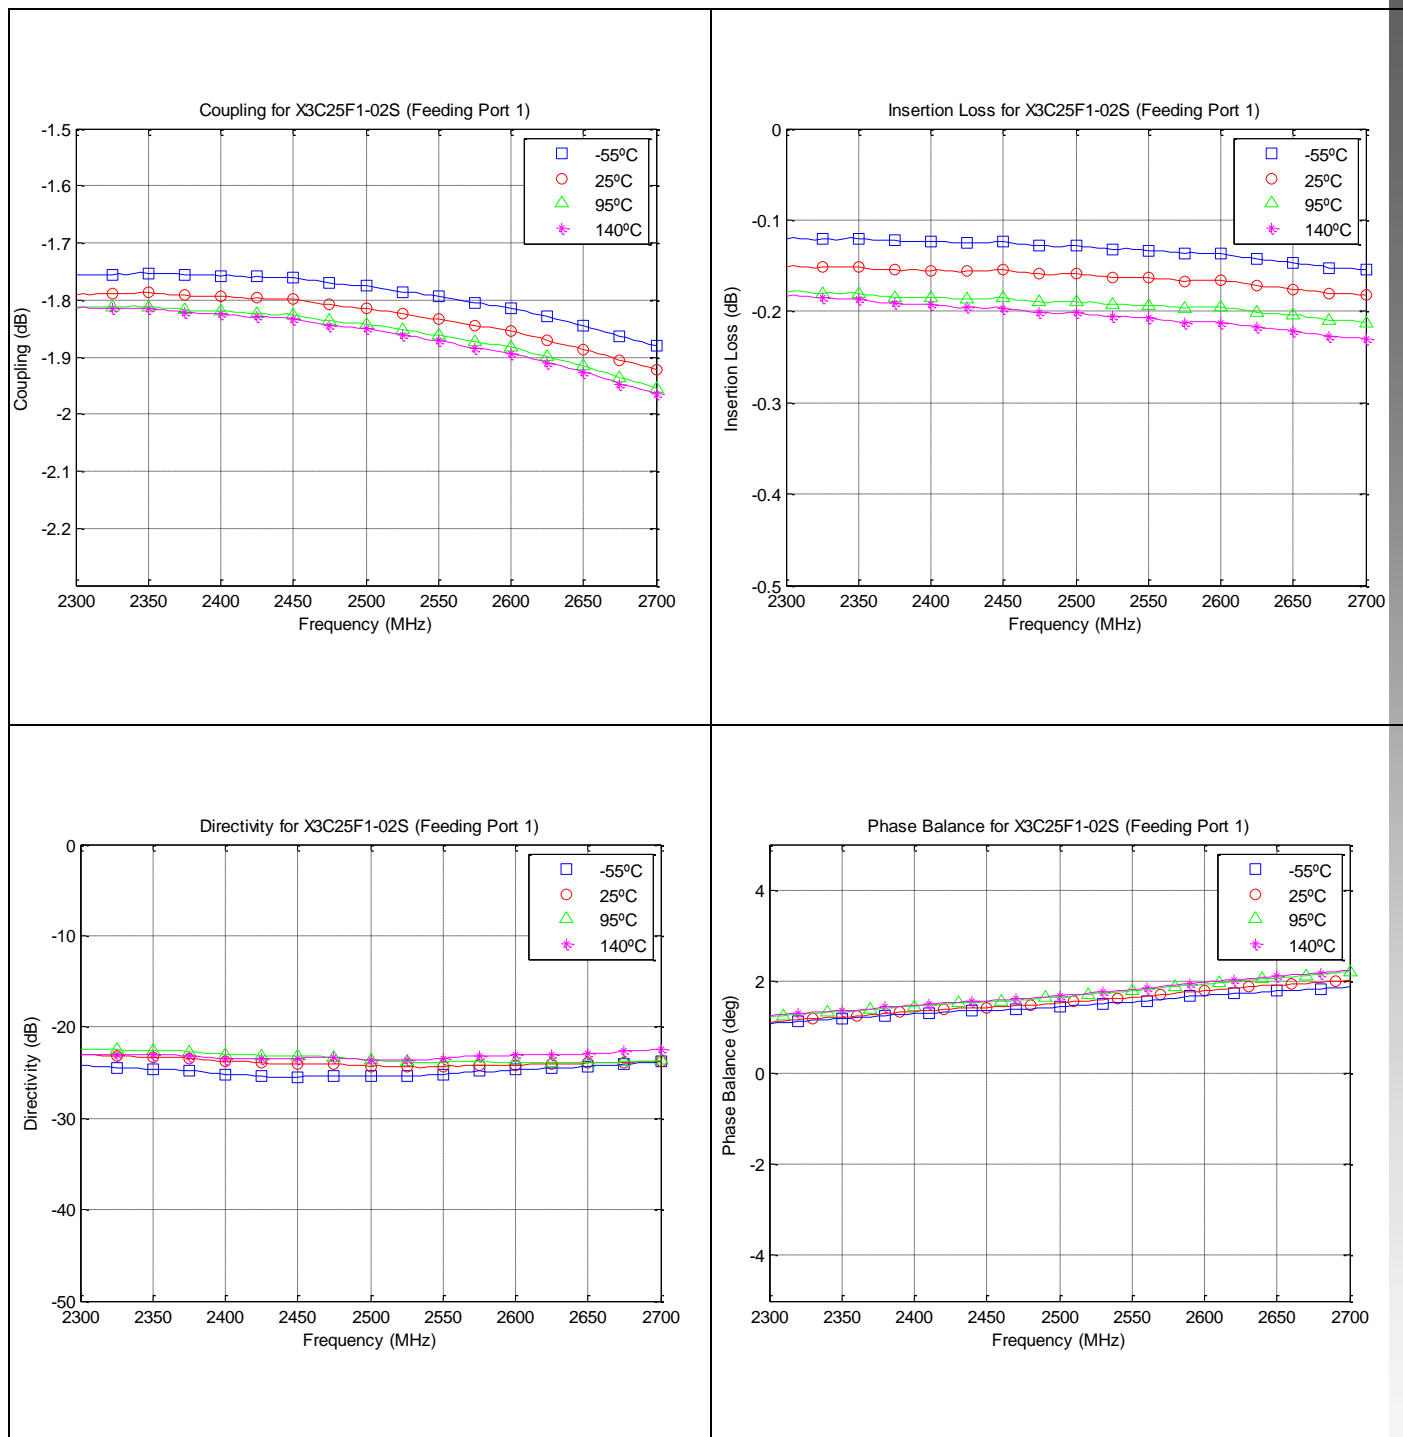 Coupling for X3C25F1-02S (Feeding Port 1)
-1.5
-1.6
-1.7
-1.8
-1.9
-2
-2.1
-2.2
Coupling (dB)
-55ºC
25ºC
95ºC
140ºC
2300 2350 2400 2450 2500 2550 2600 2650 2700
Frequency (MHz)
Insertion Loss for X3C25F1-02S (Feeding Port 1)
0
-0.1
-0.2
-0.3
-0.4
-0.5
Insertion Loss (dB)
-55ºC
25ºC
95ºC
140ºC
2300 2350 2400 2450 2500 2550 2600 2650 2700
Frequency (MHz)
Directivity for X3C25F1-02S (Feeding Port 1)
0
-10
-20
-30
-40
-50
Directivity (dB)
-55ºC
25ºC
95ºC
140ºC
2300 2350 2400 2450 2500 2550 2600 2650 2700
Frequency (MHz)
Phase Balance for X3C25F1-02S (Feeding Port 1)
4
2
0
-2
-4
Phase Balance (deg)
-55ºC
25ºC
95ºC
140ºC
2300 2350 2400 2450 2500 2550 2600 2650 2700
Frequency (MHz)